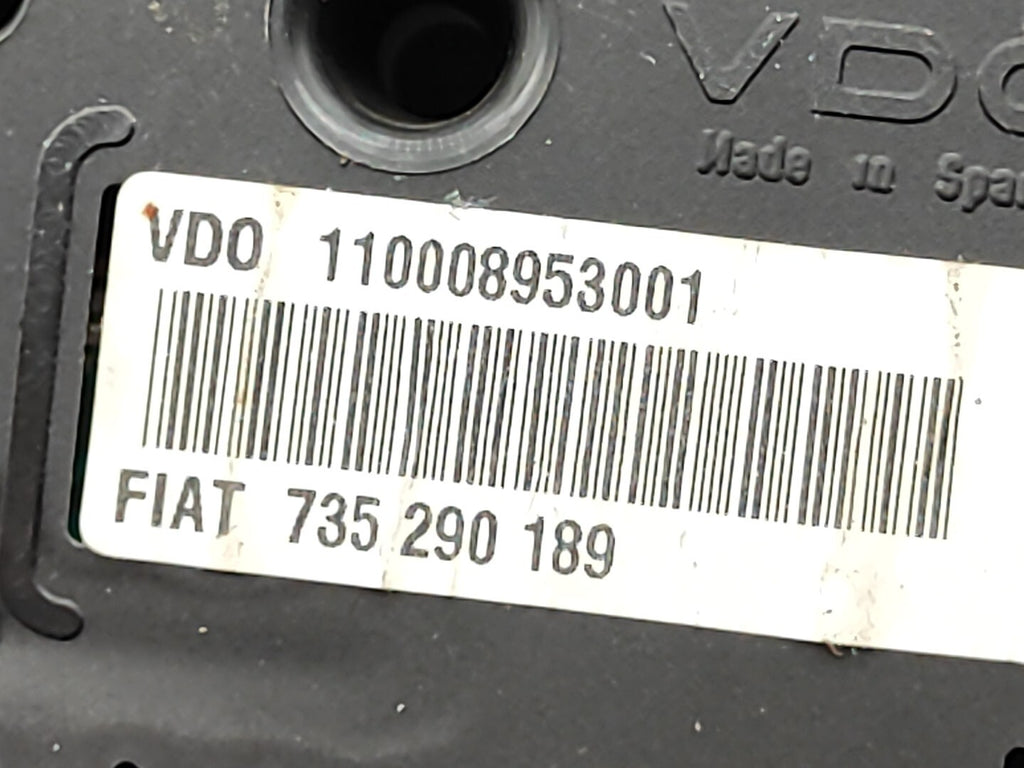 VDO
Made in Spa
VDO 110008953001
FIAT 735 290 189